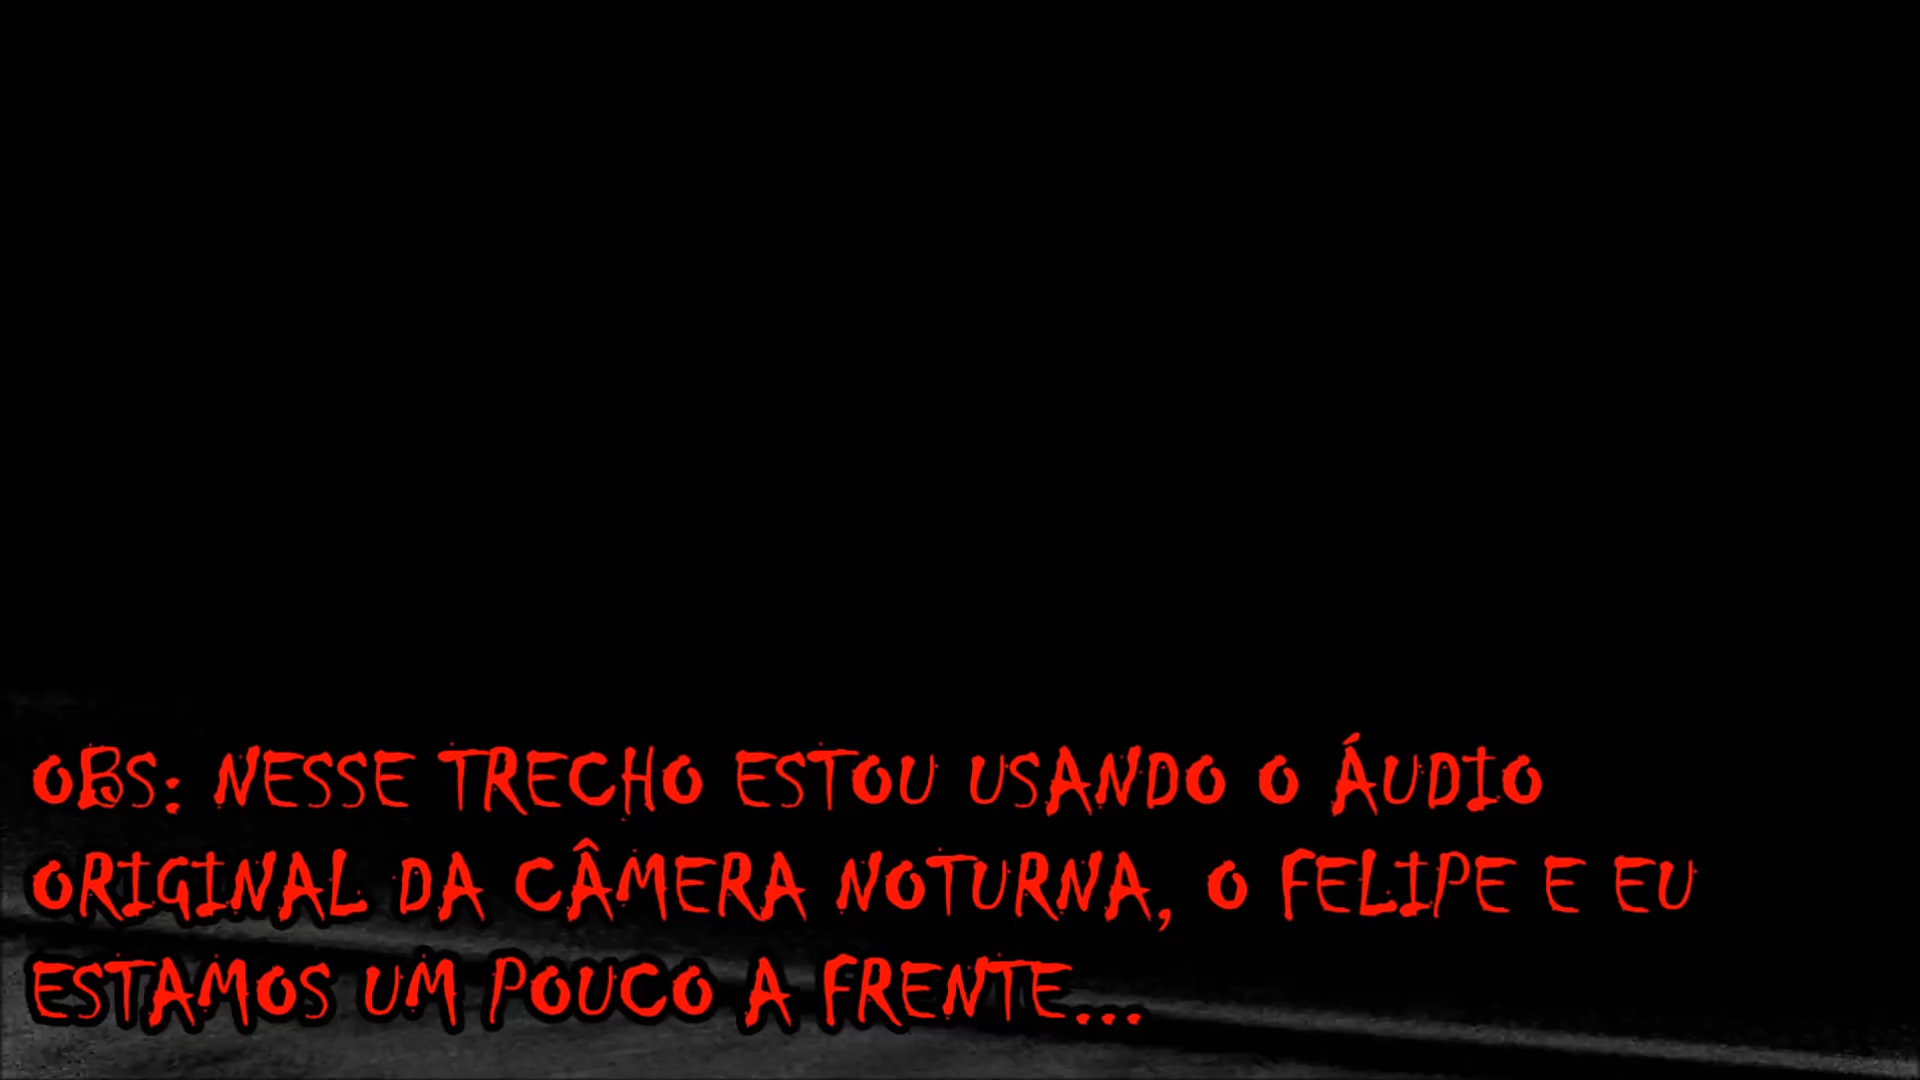 OBS: NESSE TRECHO ESTOU USANDO O ÁUDIO
ORIGINAL DA CÂMERA NOTURNA, O FELIPE E EU
ESTAMOS UM POUCO A FRENTE...